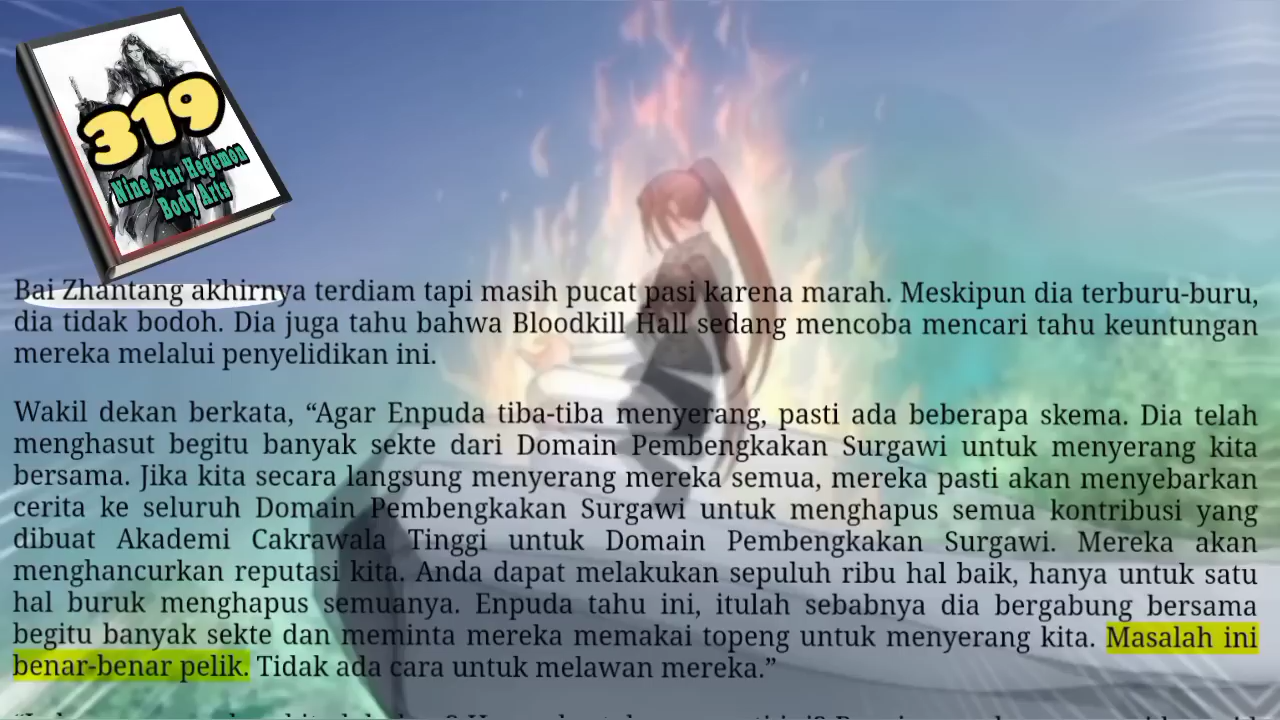 319
Nine Star Hegemon
Body Arts
Bai Zhantang akhirnya terdiam tapi masih pucat pasi karena marah. Meskipun dia terburu-buru,
dia tidak bodoh. Dia juga tahu bahwa Bloodkill Hall sedang mencoba mencari tahu keuntungan
mereka melalui penyelidikan ini.
Wakil dekan berkata, “Agar Enpuda tiba-tiba menyerang, pasti ada beberapa skema. Dia telah
menghasut begitu banyak sekte dari Domain Pembengkakan Surgawi untuk menyerang kita
bersama. Jika kita secara langsung menyerang mereka semua, mereka pasti akan menyebarkan
cerita ke seluruh Domain Pembengkakan Surgawi untuk menghapus semua kontribusi yang
dibuat Akademi Cakrawala Tinggi untuk Domain Pembengkakan Surgawi. Mereka akan
menghancurkan reputasi kita. Anda dapat melakukan sepuluh ribu hal baik, hanya untuk satu
hal buruk menghapus semuanya. Enpuda tahu ini, itulah sebabnya dia bergabung bersama
begitu banyak sekte dan meminta mereka memakai topeng untuk menyerang kita. Masalah ini
benar-benar pelik. Tidak ada cara untuk melawan mereka.”